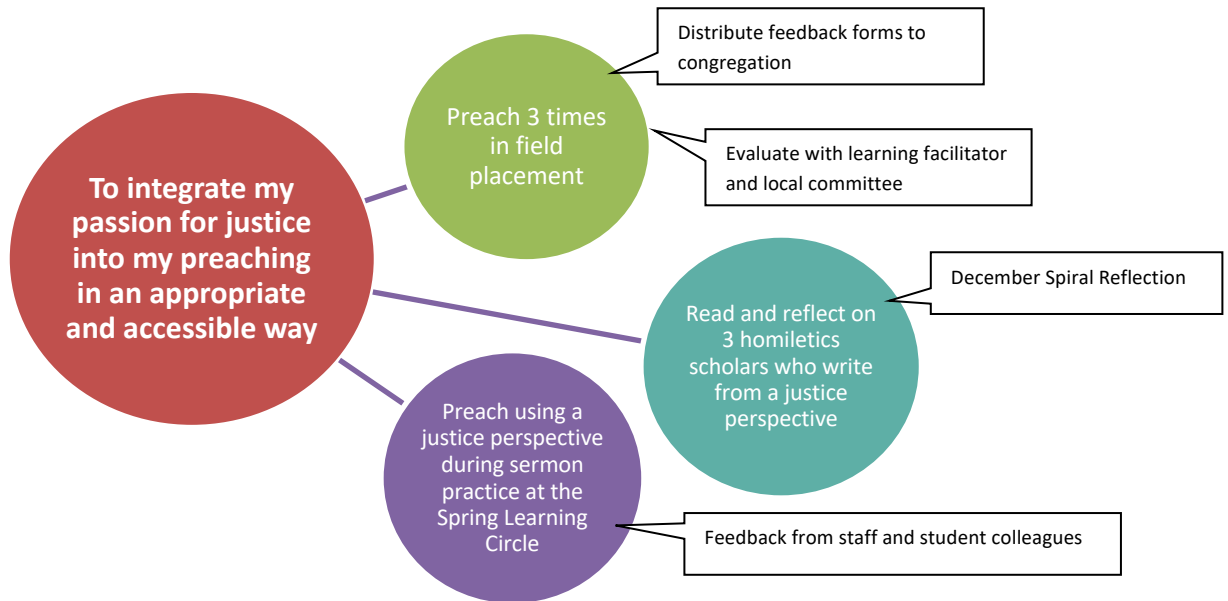 To integrate my
passion for justice
into my preaching
in an appropriate
and accessible way
Preach 3 times
in field
placement
Distribute feedback forms to
congregation
Evaluate with learning facilitator
and local committee
Read and reflect on
3 homiletics
scholars who write
from a justice
perspective
December Spiral Reflection
Preach using a
justice perspective
during sermon
practice at the
Spring Learning
Circle
Feedback from staff and student colleagues